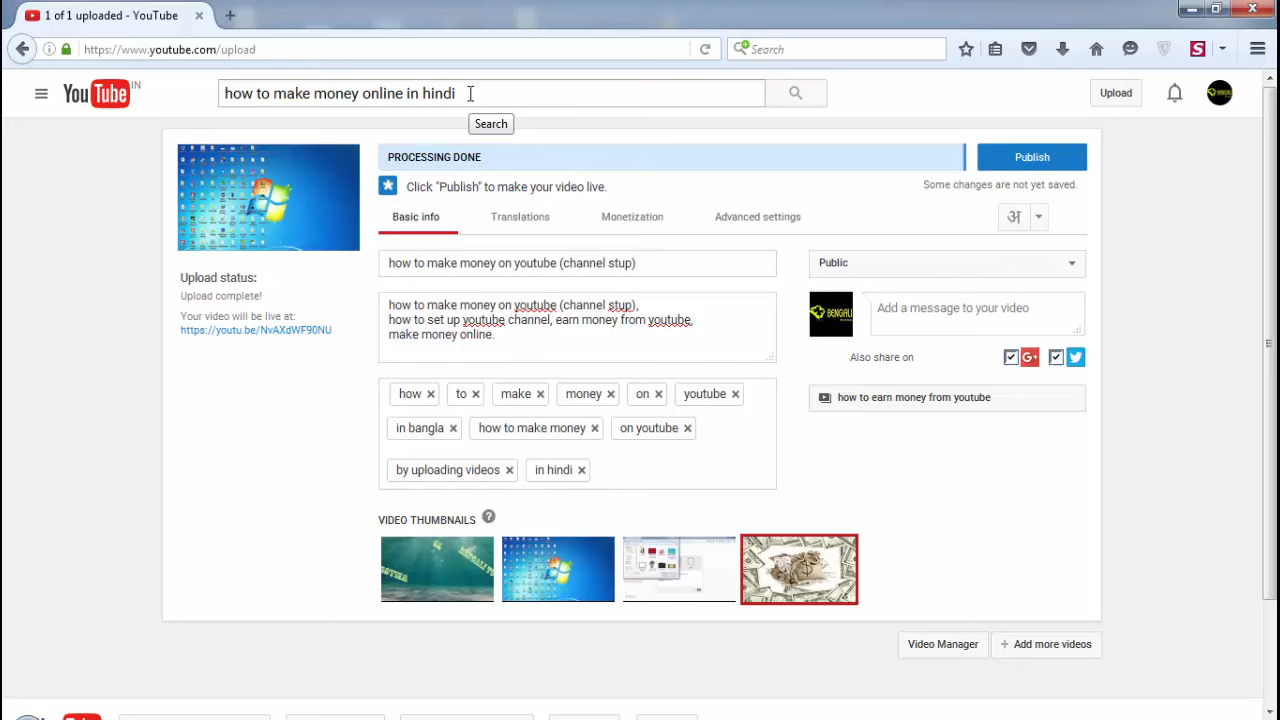 1 of 1 uploaded - YouTube
https://www.youtube.com/upload
Search
YouTube IN
how to make money online in hindi
Upload
Search
PROCESSING DONE
Publish
Click "Publish" to make your video live.
Some changes are not yet saved.
Basic info
Translations
Monetization
Advanced settings
अ
Upload status:
Upload complete!
Your video will be live at:
https://youtu.be/NvAXdWF90NU
how to make money on youtube (channel stup)
Public
how to make money on youtube (channel stup),
how to set up youtube channel, earn money from youtube,
make money online.
BENGALI
Add a message to your video
Also share on
G+
how to earn money from youtube
how
to
make
money
on
youtube
in bangla
how to make money
on youtube
by uploading videos
in hindi
VIDEO THUMBNAILS ?
Video Manager
+ Add more videos